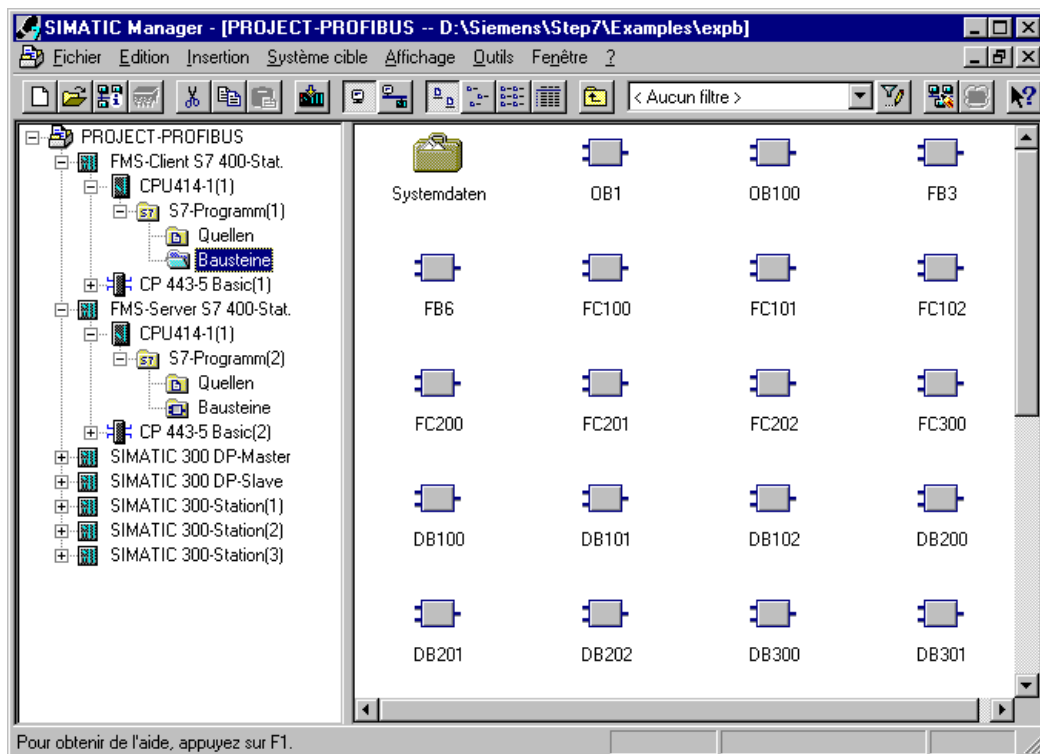 SIMATIC Manager - [PROJECT-PROFIBUS -- D:\Siemens\Step7\Examples\expb]
Fichier Edition Insertion Système cible Affichage Outils Fenêtre ?
< Aucun filtre >
PROJECT-PROFIBUS
FMS-Client S7 400-Stat.
CPU414-1(1)
S7-Programm(1)
Quellen
Bausteine
CP 443-5 Basic(1)
FMS-Server S7 400-Stat.
CPU414-1(1)
S7-Programm(2)
Quellen
Bausteine
CP 443-5 Basic(2)
SIMATIC 300 DP-Master
SIMATIC 300 DP-Slave
SIMATIC 300-Station(1)
SIMATIC 300-Station(2)
SIMATIC 300-Station(3)
Systemdaten OB1 OB100 FB3
FB6 FC100 FC101 FC102
FC200 FC201 FC202 FC300
DB100 DB101 DB102 DB200
DB201 DB202 DB300 DB301
Pour obtenir de l'aide, appuyez sur F1.